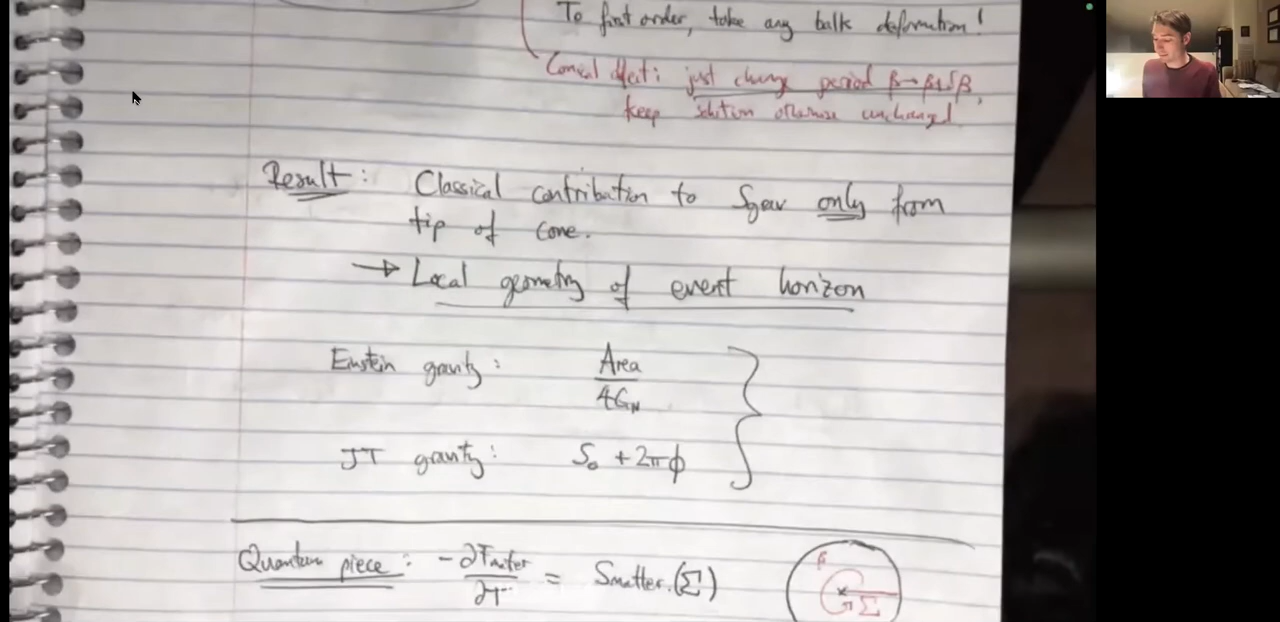 To first order, take any bulk deformation!
Conical defect: just change period β→β+δβ,
keep solution otherwise unchanged
Result: Classical contribution to Sgrav only from
tip of cone.
→ Local geometry of event horizon
Einstein gravity: Area/4G_N
JT gravity: S₀ + 2πϕ
Quantum piece: -∂Fmatter/∂T = Smatter(Σ)
β
Σ